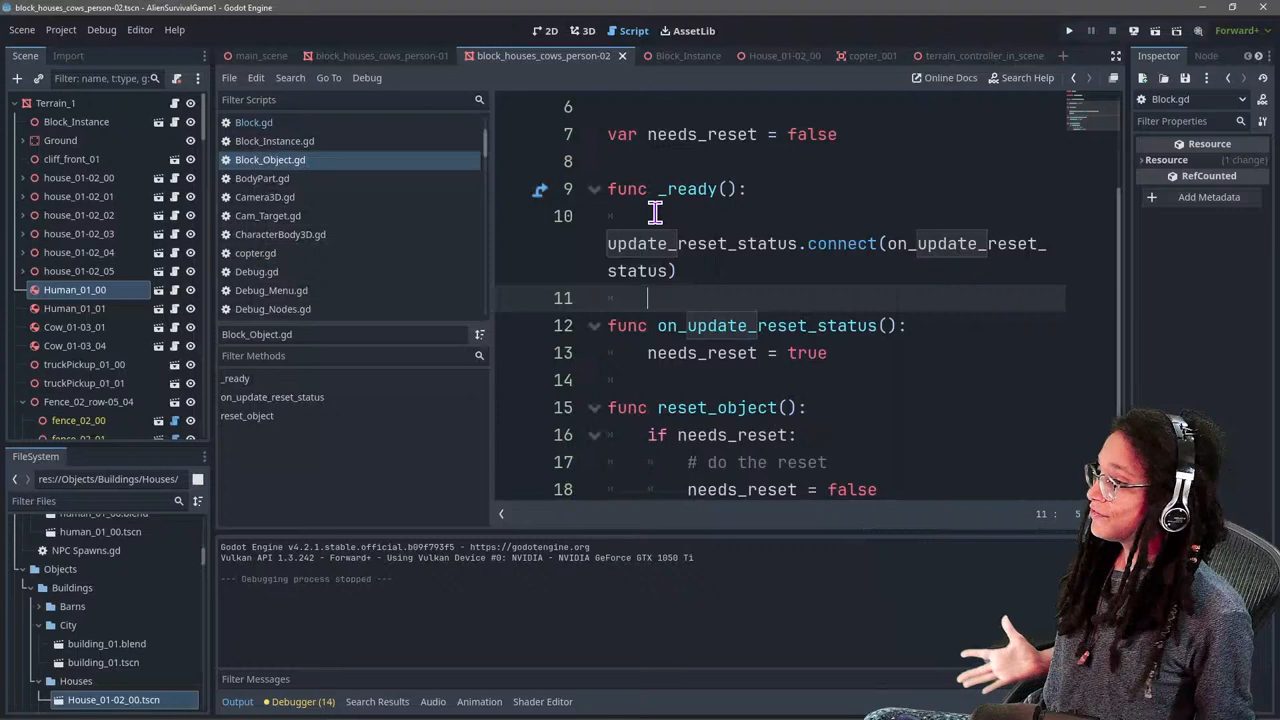 block_houses_cows_person-02.tscn - AlienSurvivalGame1 - Godot Engine
Scene Project Debug Editor Help
2D 3D Script AssetLib
Forward+
Scene Import
main_scene block_houses_cows_person-01 block_houses_cows_person-02 Block_Instance House_01-02_00 copter_001 terrain_controller_in_scene
Inspector Node
Filter: name, t:type, g:
File Edit Search Go To Debug
Online Docs Search Help
Filter Scripts
Block.gd
Block_Instance.gd
Block_Object.gd
BodyPart.gd
Camera3D.gd
Cam_Target.gd
CharacterBody3D.gd
copter.gd
Debug.gd
Debug_Menu.gd
Debug_Nodes.gd
Block_Object.gd
Filter Methods
_ready
on_update_reset_status
reset_object
Terrain_1
Block_Instance
Ground
cliff_front_01
house_01-02_00
house_01-02_01
house_01-02_02
house_01-02_03
house_01-02_04
house_01-02_05
Human_01_00
Human_01_01
Cow_01-03_01
Cow_01-03_04
truckPickup_01_00
truckPickup_01_01
Fence_02_row-05_04
fence_02_00
fence_02_01
6
7 var needs_reset = false
8
9 func _ready():
10
update_reset_status.connect(on_update_reset_
status)
11
12 func on_update_reset_status():
13 needs_reset = true
14
15 func reset_object():
16 if needs_reset:
17 # do the reset
18 needs_reset = false
11 : 5
Block.gd
Filter Properties
Resource
Resource (1 change)
RefCounted
Add Metadata
FileSystem
res://Objects/Buildings/Houses/
Filter Files
human_01_00.blend
human_01_00.tscn
NPC Spawns.gd
Objects
Buildings
Barns
City
building_01.blend
building_01.tscn
Houses
House_01-02_00.tscn
Godot Engine v4.2.1.stable.official.b09f793f5 - https://godotengine.org
Vulkan API 1.3.242 - Forward+ - Using Vulkan Device #0: NVIDIA - NVIDIA GeForce GTX 1050 Ti
--- Debugging process stopped ---
Filter Messages
Output Debugger (14) Search Results Audio Animation Shader Editor